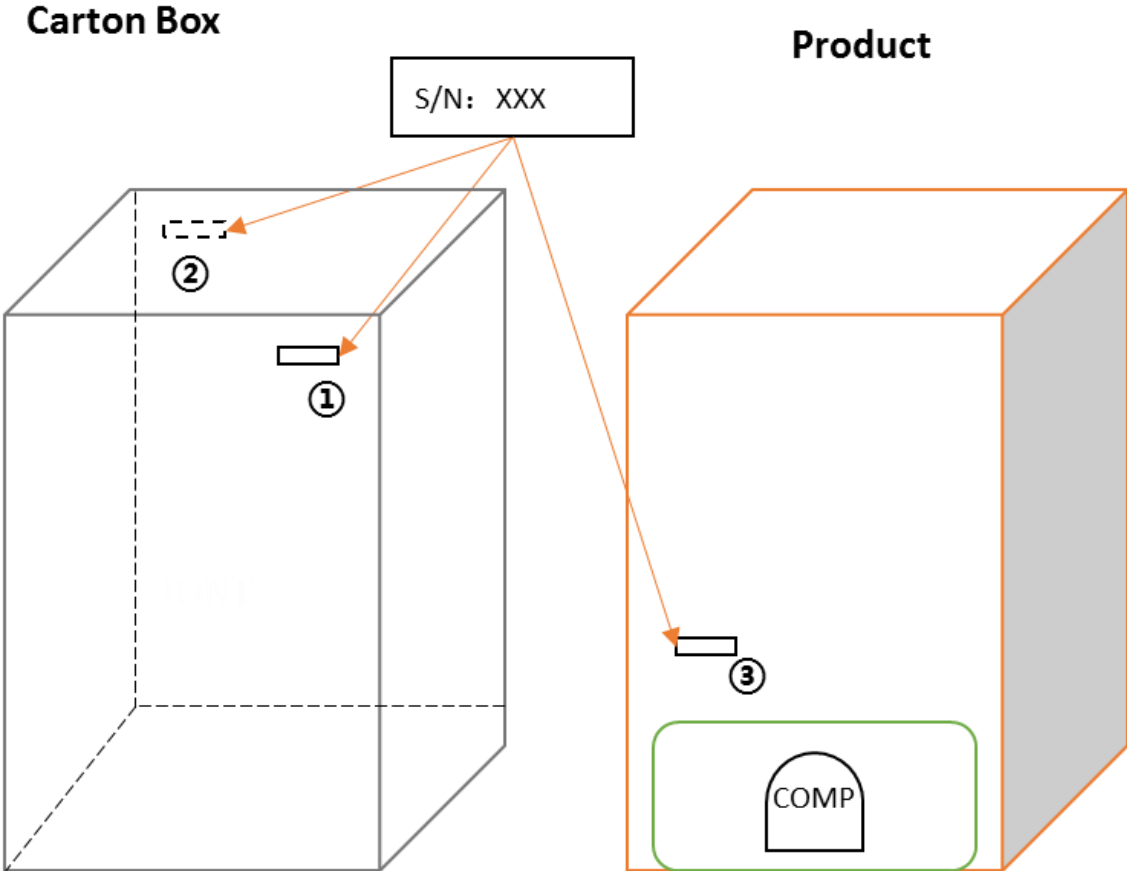 Carton Box
Product
S/N：XXX
②
①
③
COMP